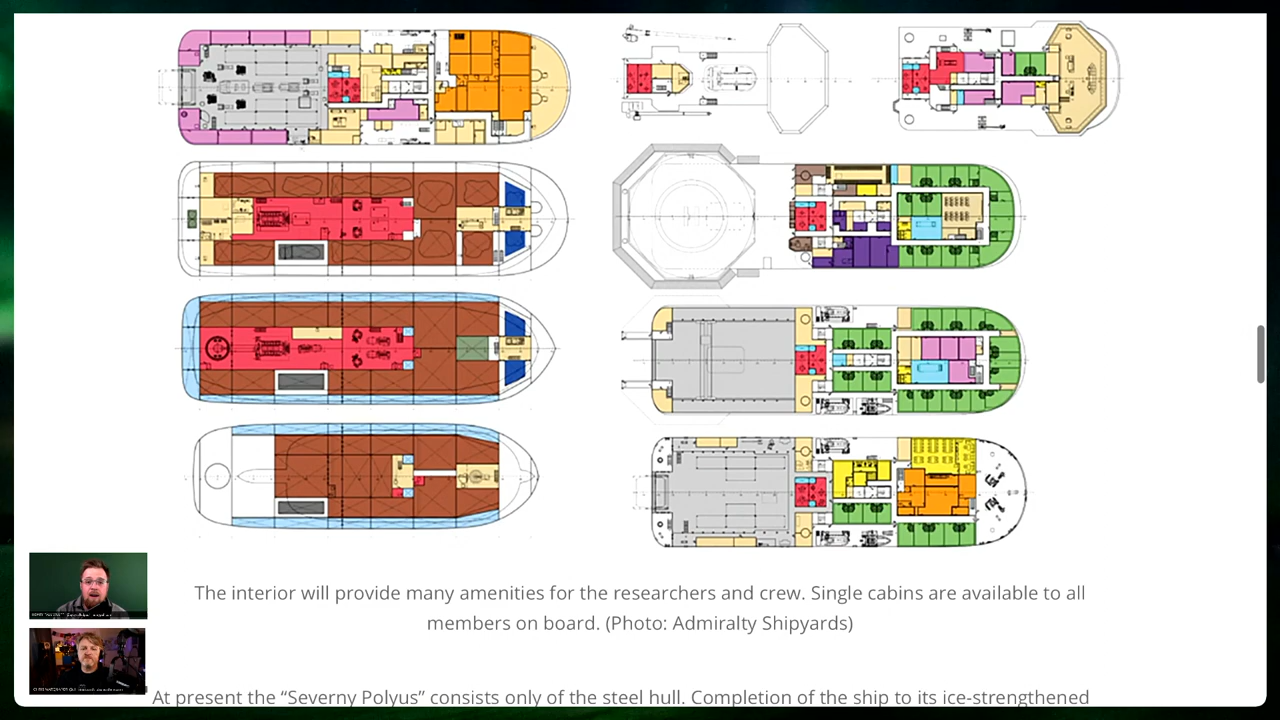 The interior will provide many amenities for the researchers and crew. Single cabins are available to all
members on board. (Photo: Admiralty Shipyards)
At present the “Severny Polyus” consists only of the steel hull. Completion of the ship to its ice-strengthened